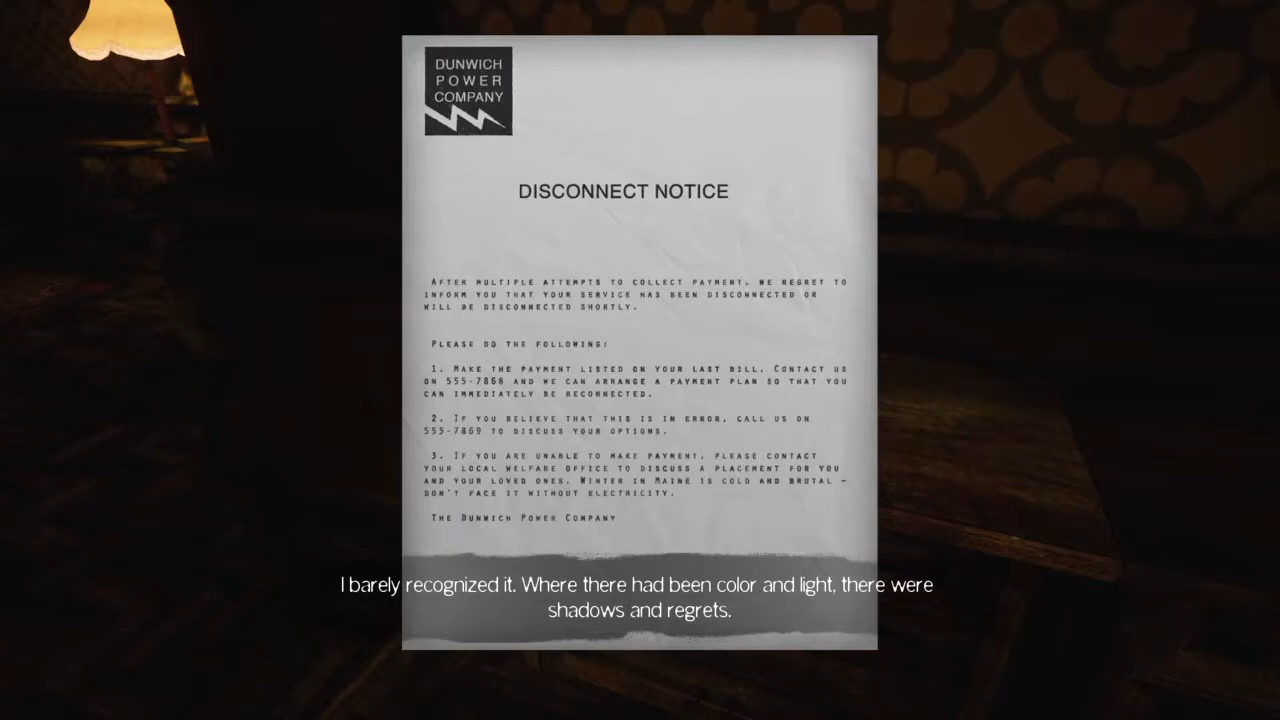 DUNWICH
POWER
COMPANY
DISCONNECT NOTICE
AFTER MULTIPLE ATTEMPTS TO COLLECT PAYMENT, WE REGRET TO
INFORM YOU THAT YOUR SERVICE HAS BEEN DISCONNECTED OR
WILL BE DISCONNECTED SHORTLY.
PLEASE DO THE FOLLOWING:
1. MAKE THE PAYMENT LISTED ON YOUR LAST BILL. CONTACT US
ON 555-7868 AND WE CAN ARRANGE A PAYMENT PLAN SO THAT YOU
CAN IMMEDIATELY BE RECONNECTED.
2. IF YOU BELIEVE THAT THIS IS IN ERROR, CALL US ON
555-7869 TO DISCUSS YOUR OPTIONS.
3. IF YOU ARE UNABLE TO MAKE PAYMENT, PLEASE CONTACT
YOUR LOCAL WELFARE OFFICE TO DISCUSS A PLACEMENT FOR YOU
AND YOUR LOVED ONES. WINTER IN MAINE IS COLD AND BRUTAL –
DON'T FACE IT WITHOUT ELECTRICITY.
THE DUNWICH POWER COMPANY
I barely recognized it. Where there had been color and light, there were
shadows and regrets.